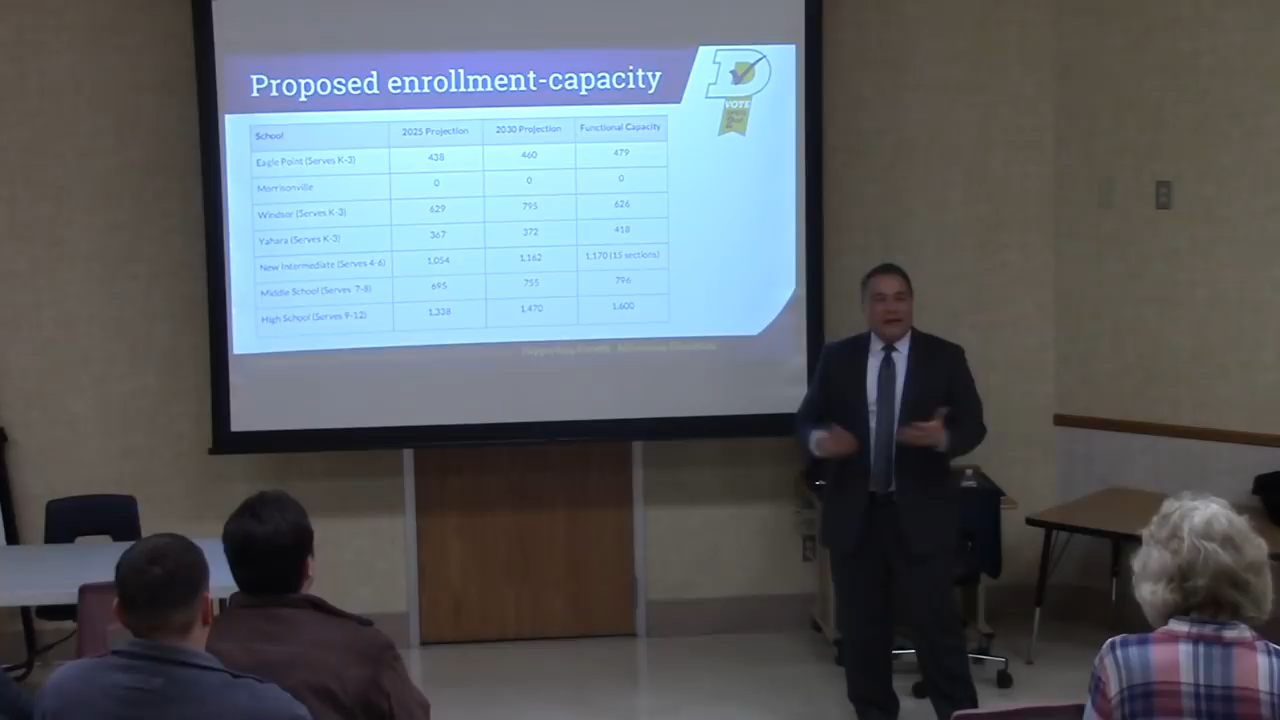 Proposed enrollment-capacity
VOTE
School 2025 Projection 2030 Projection Functional Capacity
Eagle Point (Serves K-3) 438 460 479
Morrisonville 0 0 0
Windsor (Serves K-3) 629 795 626
Yahara (Serves K-3) 367 372 418
New Intermediate (Serves 4-6) 1,054 1,162 1,170 (15 sections)
Middle School (Serves 7-8) 695 755 796
High School (Serves 9-12) 1,338 1,470 1,600